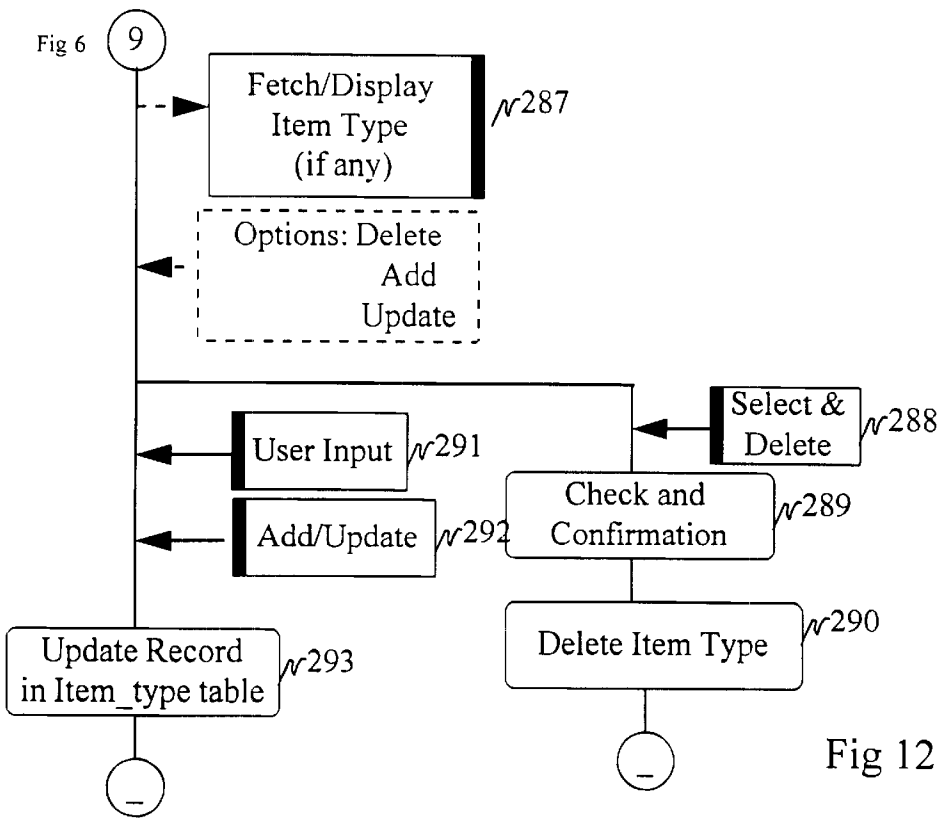 Fig 6
9
Fetch/Display
Item Type
(if any)
287
Options: Delete
Add
Update
Select &
Delete
288
User Input
291
Check and
Confirmation
289
Add/Update
292
Delete Item Type
290
Update Record
in Item_type table
293
_
_
Fig 12